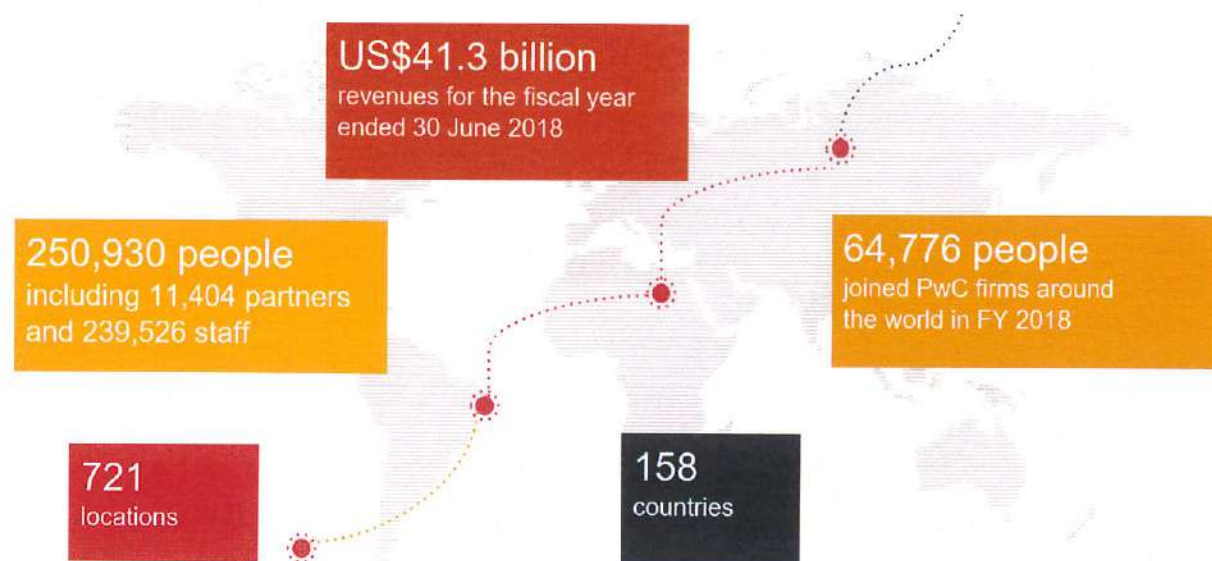 US$41.3 billion
revenues for the fiscal year
ended 30 June 2018
250,930 people
including 11,404 partners
and 239,526 staff
64,776 people
joined PwC firms around
the world in FY 2018
721
locations
158
countries